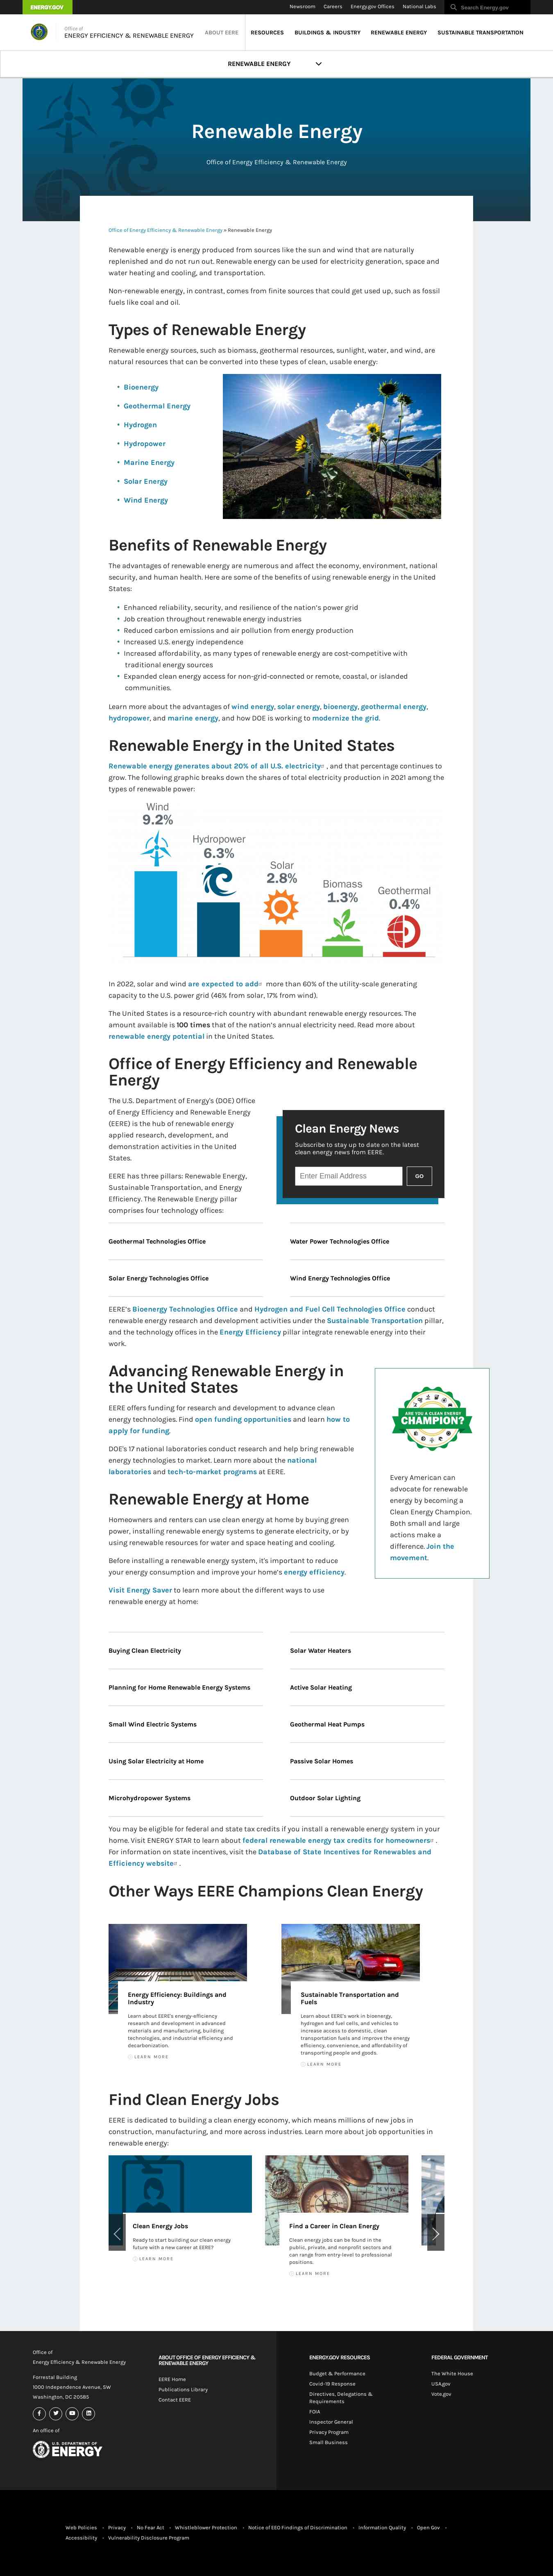 ENERGY.GOV
Newsroom Careers Energy.gov Offices National Labs Search Energy.gov
Office of
ENERGY EFFICIENCY & RENEWABLE ENERGY
ABOUT EERE RESOURCES BUILDINGS & INDUSTRY RENEWABLE ENERGY SUSTAINABLE TRANSPORTATION
RENEWABLE ENERGY
Renewable Energy
Office of Energy Efficiency & Renewable Energy
Office of Energy Efficiency & Renewable Energy » Renewable Energy
Renewable energy is energy produced from sources like the sun and wind that are naturally
replenished and do not run out. Renewable energy can be used for electricity generation, space and
water heating and cooling, and transportation.
Non-renewable energy, in contrast, comes from finite sources that could get used up, such as fossil
fuels like coal and oil.
Types of Renewable Energy
Renewable energy sources, such as biomass, geothermal resources, sunlight, water, and wind, are
natural resources that can be converted into these types of clean, usable energy:
• Bioenergy
• Geothermal Energy
• Hydrogen
• Hydropower
• Marine Energy
• Solar Energy
• Wind Energy
Benefits of Renewable Energy
The advantages of renewable energy are numerous and affect the economy, environment, national
security, and human health. Here are some of the benefits of using renewable energy in the United
States:
• Enhanced reliability, security, and resilience of the nation's power grid
• Job creation throughout renewable energy industries
• Reduced carbon emissions and air pollution from energy production
• Increased U.S. energy independence
• Increased affordability, as many types of renewable energy are cost-competitive with
traditional energy sources
• Expanded clean energy access for non-grid-connected or remote, coastal, or islanded
communities.
Learn more about the advantages of wind energy, solar energy, bioenergy, geothermal energy,
hydropower, and marine energy, and how DOE is working to modernize the grid.
Renewable Energy in the United States
Renewable energy generates about 20% of all U.S. electricity , and that percentage continues to
grow. The following graphic breaks down the shares of total electricity production in 2021 among the
types of renewable power:
Wind
9.2%
Hydropower
6.3%
Solar
2.8%
Biomass
1.3%
Geothermal
0.4%
In 2022, solar and wind are expected to add more than 60% of the utility-scale generating
capacity to the U.S. power grid (46% from solar, 17% from wind).
The United States is a resource-rich country with abundant renewable energy resources. The
amount available is 100 times that of the nation's annual electricity need. Read more about
renewable energy potential in the United States.
Office of Energy Efficiency and Renewable
Energy
The U.S. Department of Energy's (DOE) Office
of Energy Efficiency and Renewable Energy
(EERE) is the hub of renewable energy
applied research, development, and
demonstration activities in the United
States.
EERE has three pillars: Renewable Energy,
Sustainable Transportation, and Energy
Efficiency. The Renewable Energy pillar
comprises four technology offices:
Clean Energy News
Subscribe to stay up to date on the latest
clean energy news from EERE.
Enter Email Address GO
Geothermal Technologies Office Water Power Technologies Office
Solar Energy Technologies Office Wind Energy Technologies Office
EERE's Bioenergy Technologies Office and Hydrogen and Fuel Cell Technologies Office conduct
renewable energy research and development activities under the Sustainable Transportation pillar,
and the technology offices in the Energy Efficiency pillar integrate renewable energy into their
work.
Advancing Renewable Energy in
the United States
EERE offers funding for research and development to advance clean
energy technologies. Find open funding opportunities and learn how to
apply for funding.
DOE's 17 national laboratories conduct research and help bring renewable
energy technologies to market. Learn more about the national
laboratories and tech-to-market programs at EERE.
ARE YOU A CLEAN ENERGY
CHAMPION?
Every American can
advocate for renewable
energy by becoming a
Clean Energy Champion.
Both small and large
actions make a
difference. Join the
movement.
Renewable Energy at Home
Homeowners and renters can use clean energy at home by buying green
power, installing renewable energy systems to generate electricity, or by
using renewable resources for water and space heating and cooling.
Before installing a renewable energy system, it's important to reduce
your energy consumption and improve your home's energy efficiency.
Visit Energy Saver to learn more about the different ways to use
renewable energy at home:
Buying Clean Electricity Solar Water Heaters
Planning for Home Renewable Energy Systems Active Solar Heating
Small Wind Electric Systems Geothermal Heat Pumps
Using Solar Electricity at Home Passive Solar Homes
Microhydropower Systems Outdoor Solar Lighting
You may be eligible for federal and state tax credits if you install a renewable energy system in your
home. Visit ENERGY STAR to learn about federal renewable energy tax credits for homeowners .
For information on state incentives, visit the Database of State Incentives for Renewables and
Efficiency website .
Other Ways EERE Champions Clean Energy
Energy Efficiency: Buildings and
Industry
Learn about EERE's energy-efficiency
research and development in advanced
materials and manufacturing, building
technologies, and industrial efficiency and
decarbonization.
LEARN MORE
Sustainable Transportation and
Fuels
Learn about EERE's work in bioenergy,
hydrogen and fuel cells, and vehicles to
increase access to domestic, clean
transportation fuels and improve the energy
efficiency, convenience, and affordability of
transporting people and goods.
LEARN MORE
Find Clean Energy Jobs
EERE is dedicated to building a clean energy economy, which means millions of new jobs in
construction, manufacturing, and more across industries. Learn more about job opportunities in
renewable energy:
Clean Energy Jobs
Ready to start building our clean energy
future with a new career at EERE?
LEARN MORE
Find a Career in Clean Energy
Clean energy jobs can be found in the
public, private, and nonprofit sectors and
can range from entry-level to professional
positions.
LEARN MORE
Office of
Energy Efficiency & Renewable Energy
Forrestal Building
1000 Independence Avenue, SW
Washington, DC 20585
An office of
U.S. DEPARTMENT OF
ENERGY
ABOUT OFFICE OF ENERGY EFFICIENCY &
RENEWABLE ENERGY
EERE Home
Publications Library
Contact EERE
ENERGY.GOV RESOURCES
Budget & Performance
Covid-19 Response
Directives, Delegations &
Requirements
FOIA
Inspector General
Privacy Program
Small Business
FEDERAL GOVERNMENT
The White House
USA.gov
Vote.gov
Web Policies • Privacy • No Fear Act • Whistleblower Protection • Notice of EEO Findings of Discrimination • Information Quality • Open Gov •
Accessibility • Vulnerability Disclosure Program